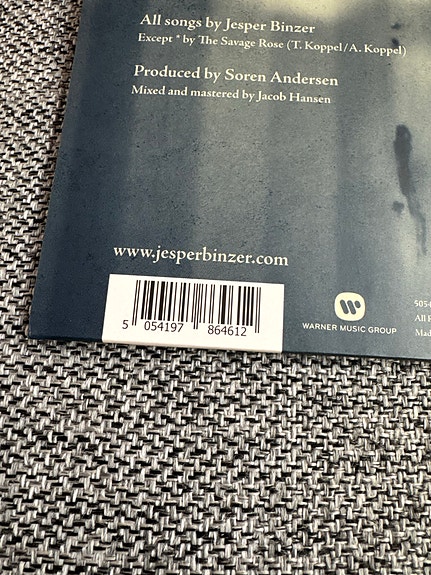 All songs by Jesper Binzer
Except * by The Savage Rose (T. Koppel/A. Koppel)
Produced by Soren Andersen
Mixed and mastered by Jacob Hansen
www.jesperbinzer.com
5 054197 864612
WARNER MUSIC GROUP
All